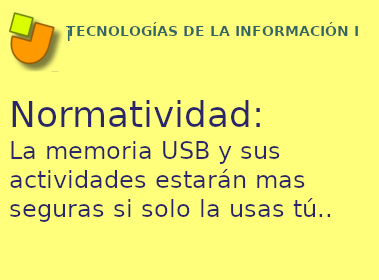 TECNOLOGÍAS DE LA INFORMACIÓN I
Normatividad:
La memoria USB y sus
actividades estarán mas
seguras si solo la usas tú..